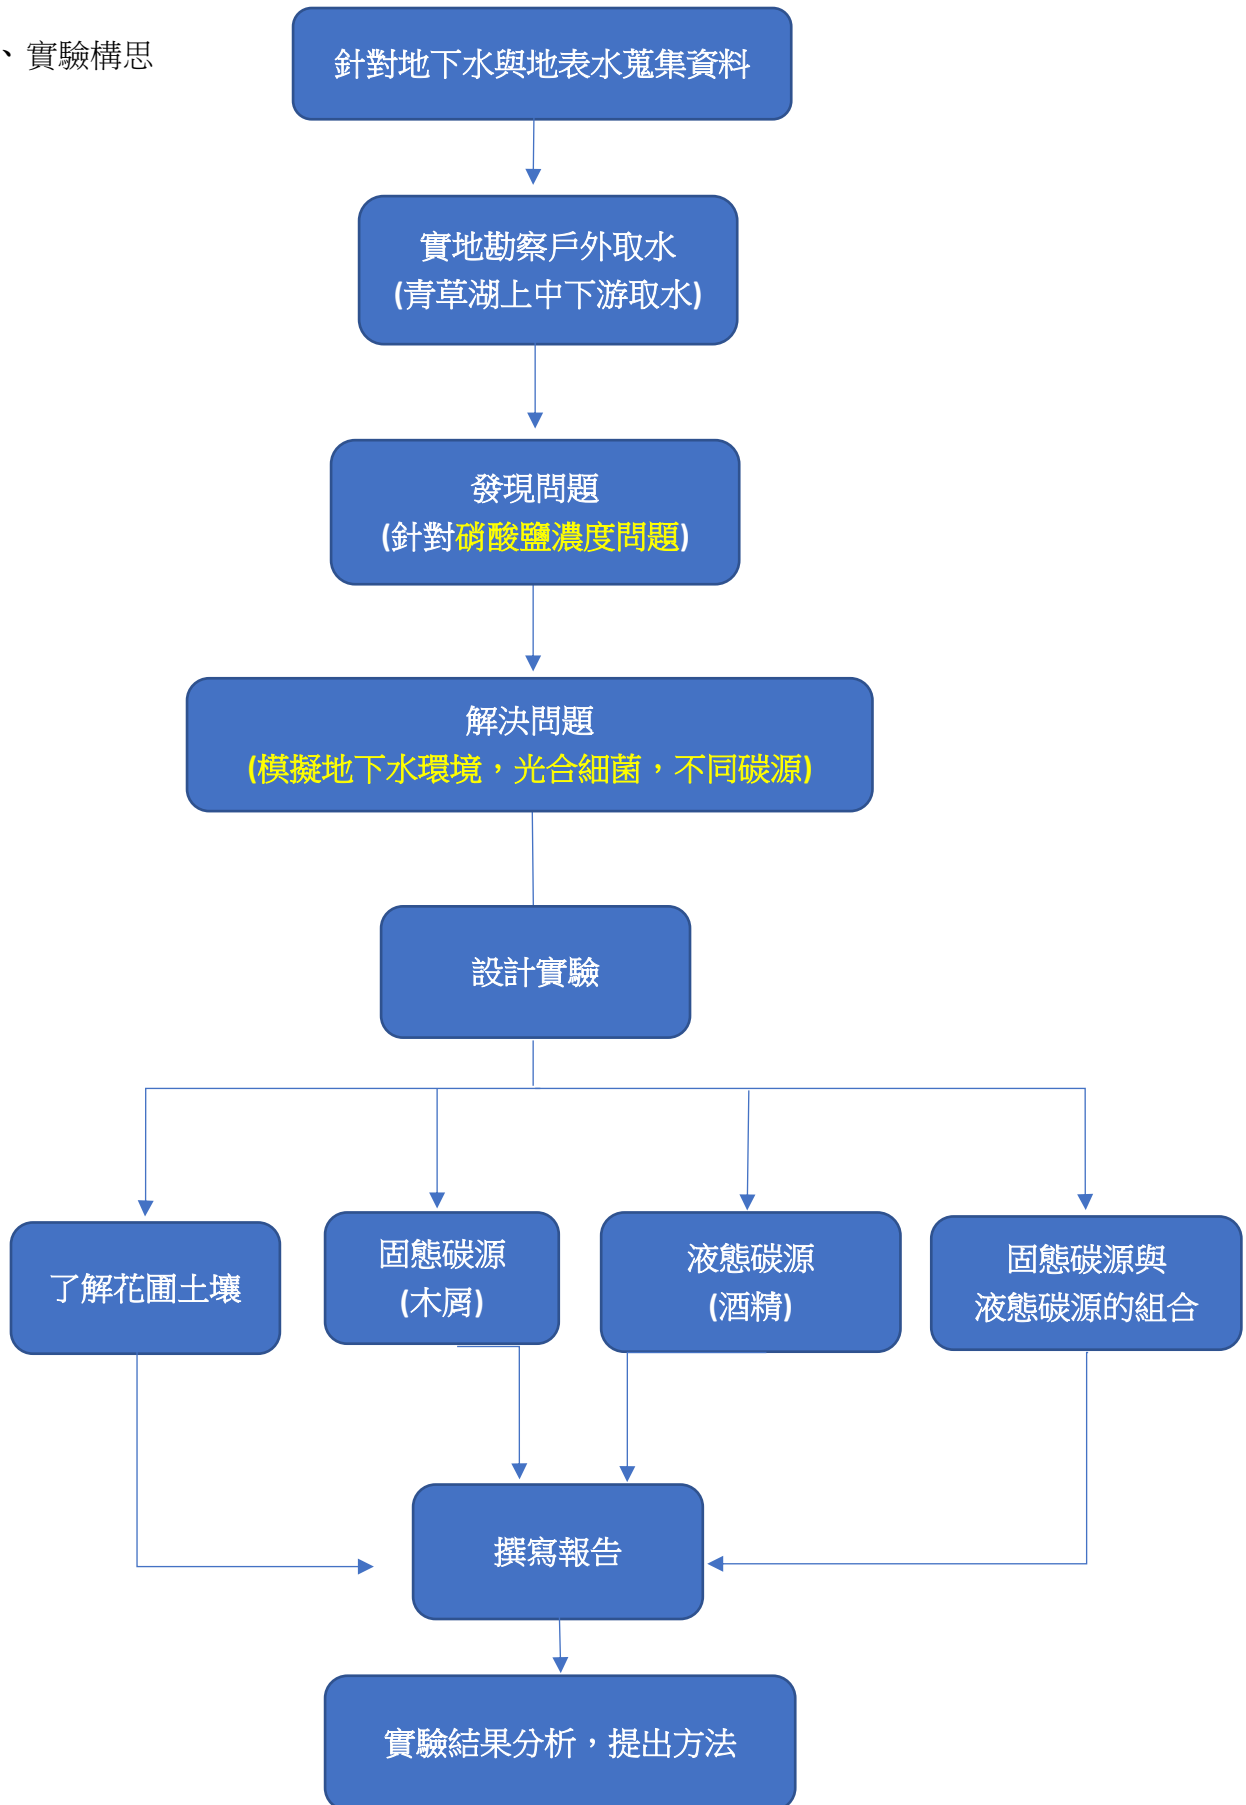 、實驗構思
針對地下水與地表水蒐集資料
實地勘察戶外取水
(青草湖上中下游取水)
發現問題
(針對硝酸鹽濃度問題)
解決問題
(模擬地下水環境，光合細菌，不同碳源)
設計實驗
了解花圃土壤
固態碳源
(木屑)
液態碳源
(酒精)
固態碳源與
液態碳源的組合
撰寫報告
實驗結果分析，提出方法